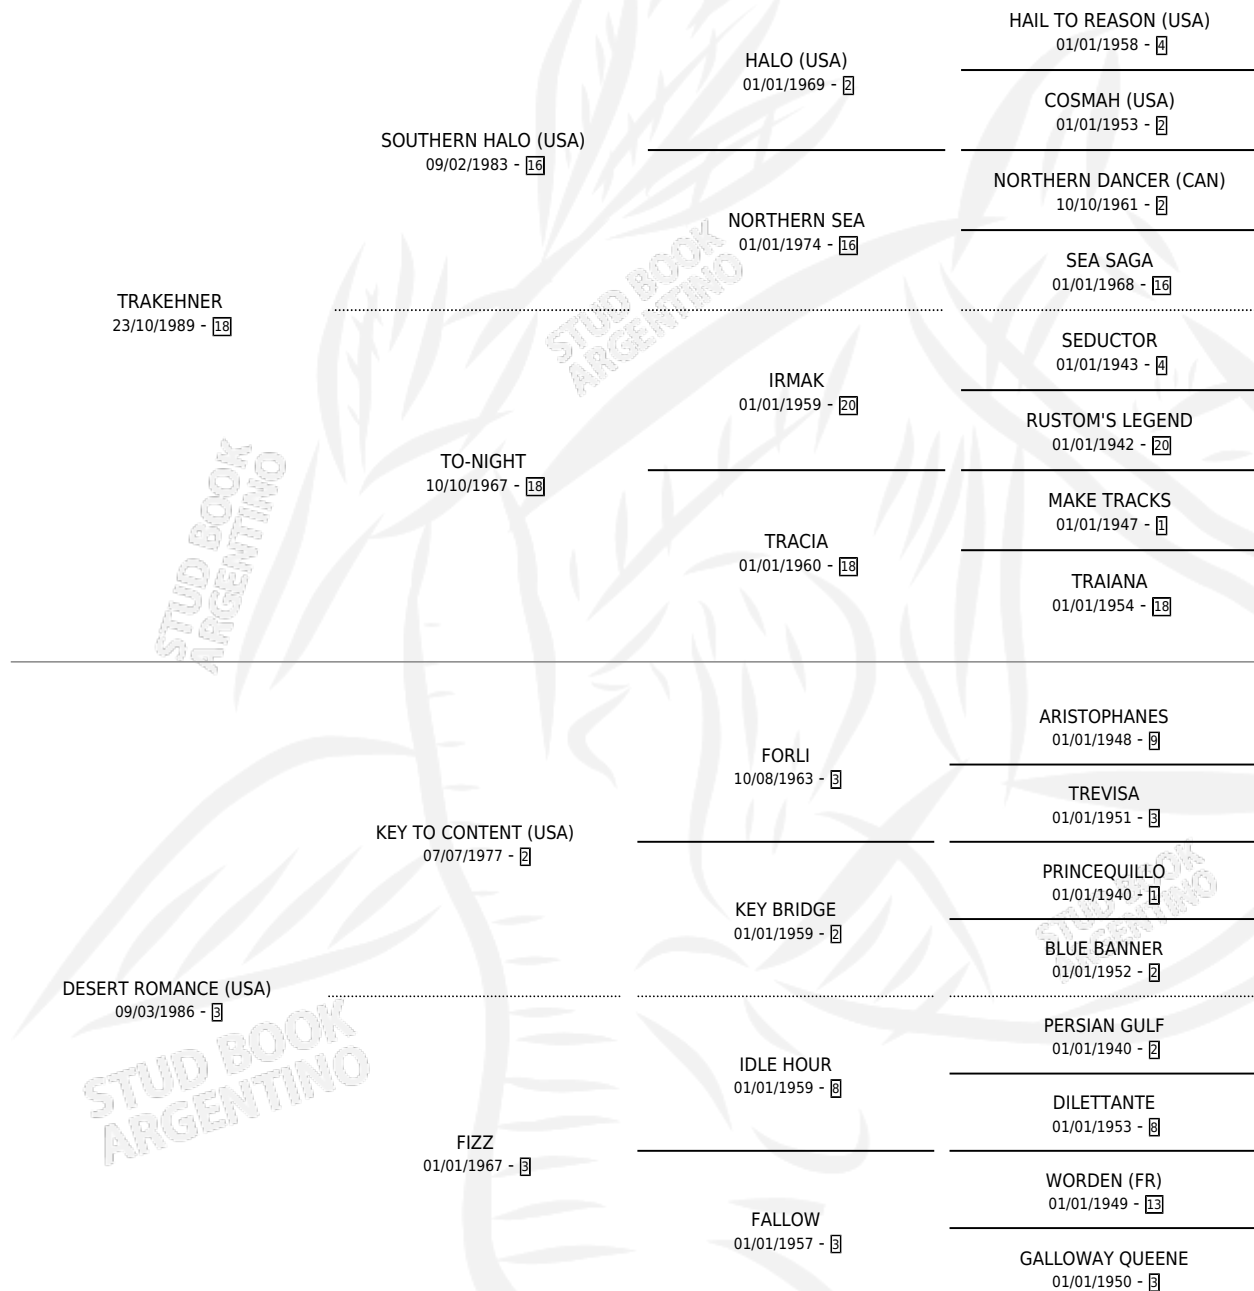 HAIL TO REASON (USA)
01/01/1958 - 4
HALO (USA)
01/01/1969 - 2
COSMAH (USA)
01/01/1953 - 2
SOUTHERN HALO (USA)
09/02/1983 - 16
NORTHERN DANCER (CAN)
10/10/1961 - 2
NORTHERN SEA
01/01/1974 - 16
SEA SAGA
01/01/1968 - 16
TRAKEHNER
23/10/1989 - 18
SEDUCTOR
01/01/1943 - 4
IRMAK
01/01/1959 - 20
RUSTOM'S LEGEND
01/01/1942 - 20
TO-NIGHT
10/10/1967 - 18
MAKE TRACKS
01/01/1947 - 1
TRACIA
01/01/1960 - 18
TRAIANA
01/01/1954 - 18
ARISTOPHANES
01/01/1948 - 9
FORLI
10/08/1963 - 3
TREVISA
01/01/1951 - 3
KEY TO CONTENT (USA)
07/07/1977 - 2
PRINCEQUILLO
01/01/1940 - 1
KEY BRIDGE
01/01/1959 - 2
BLUE BANNER
01/01/1952 - 2
DESERT ROMANCE (USA)
09/03/1986 - 3
PERSIAN GULF
01/01/1940 - 2
IDLE HOUR
01/01/1959 - 8
DILETTANTE
01/01/1953 - 8
FIZZ
01/01/1967 - 3
WORDEN (FR)
01/01/1949 - 13
FALLOW
01/01/1957 - 3
GALLOWAY QUEENE
01/01/1950 - 3
STUD BOOK
ARGENTINO
STUD BOOK
ARGENTINO
STUD BOOK
ARGENTINO
STUD BOOK
ARGENTINO